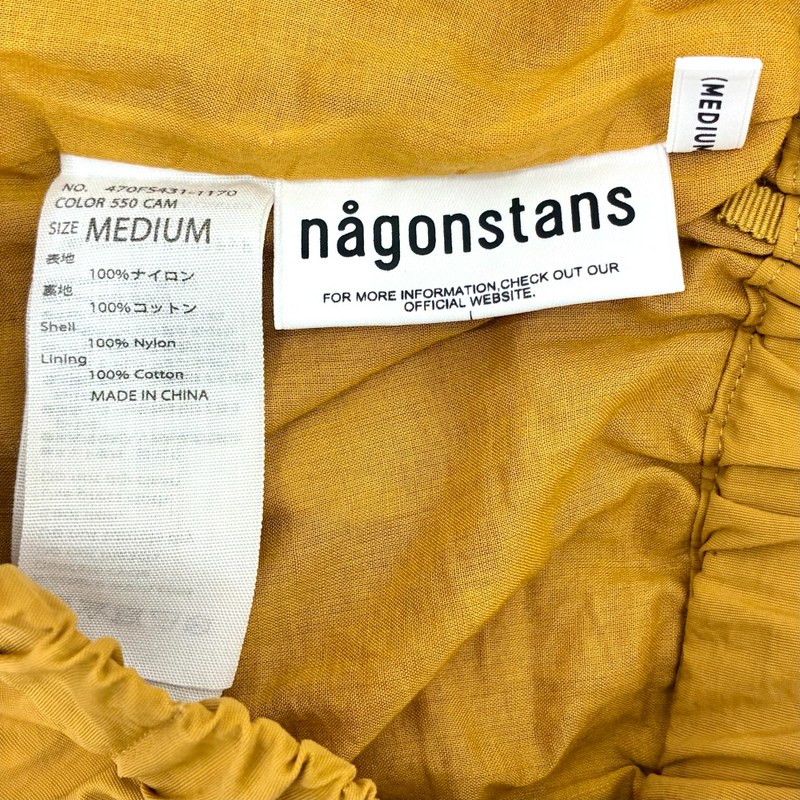 NO. 470FS431-1170
COLOR 550 CAM
SIZE MEDIUM
表地
100%ナイロン
裏地
100%コットン
Shell
100% Nylon
Lining
100% Cotton
MADE IN CHINA
någonstans
FOR MORE INFORMATION,CHECK OUT OUR
OFFICIAL WEBSITE.
(MEDIUM